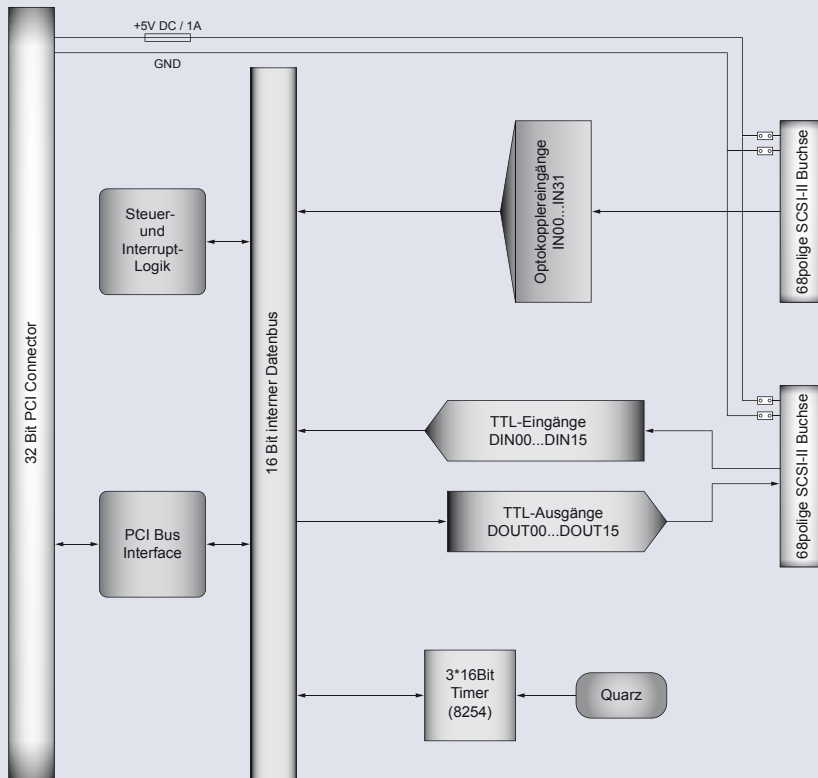 +5V DC / 1A
GND
32 Bit PCI Connector
16 Bit interner Datenbus
Steuer-
und
Interrupt-
Logik
Optokopplereingänge
IN00...IN31
68polige SCSI-II Buchse
TTL-Eingänge
DIN00...DIN15
TTL-Ausgänge
DOUT00...DOUT15
68polige SCSI-II Buchse
PCI Bus
Interface
3*16Bit
Timer
(8254)
Quarz